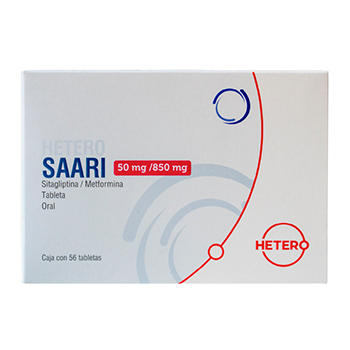 HETERO
SAARI 50 mg /850 mg
Sitagliptina / Metformina
Tableta
Oral
HETERO
Caja con 56 tabletas